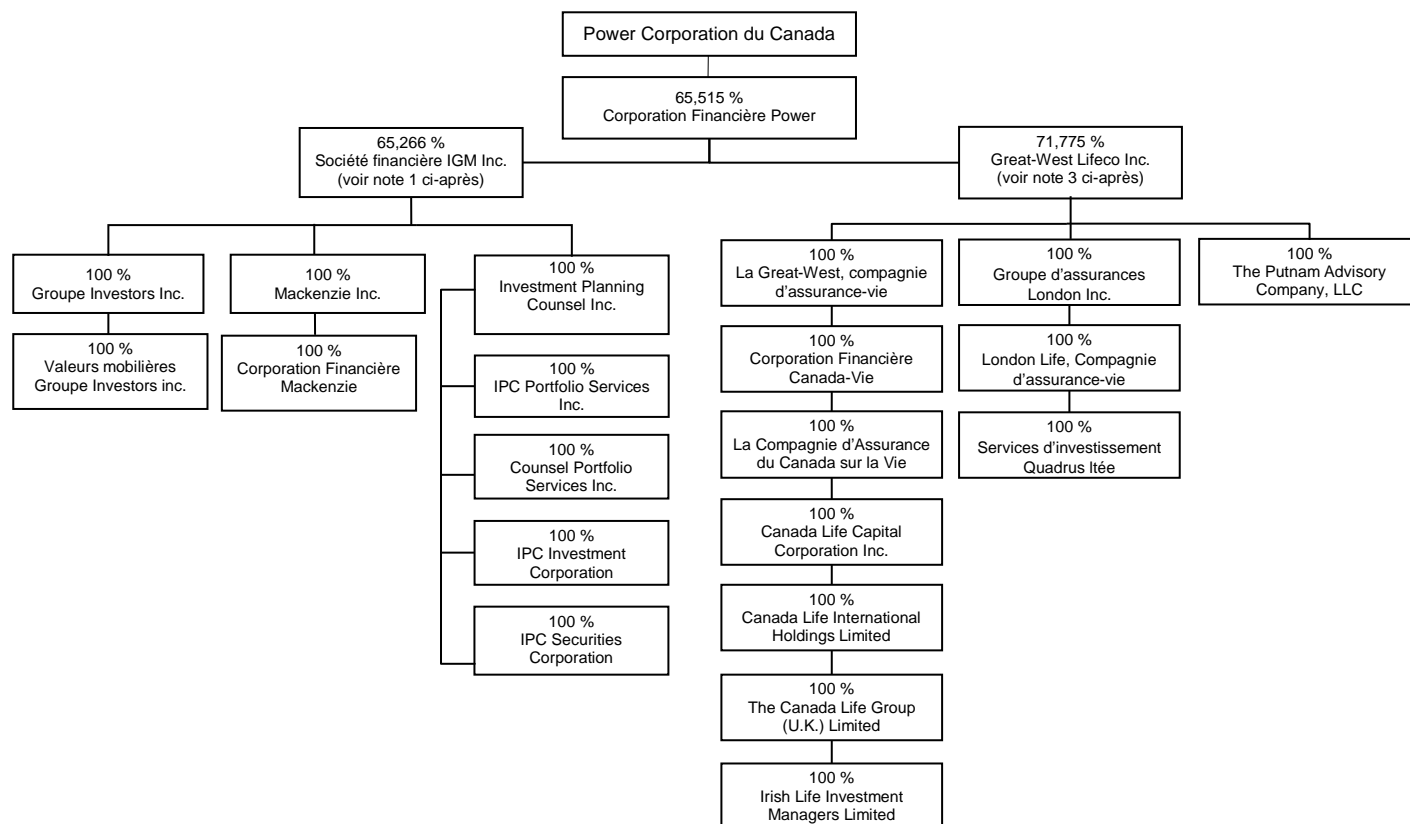 Power Corporation du Canada
65,515 %
Corporation Financière Power
65,266 %
Société financière IGM Inc.
(voir note 1 ci-après)
71,775 %
Great-West Lifeco Inc.
(voir note 3 ci-après)
100 %
Groupe Investors Inc.
100 %
Mackenzie Inc.
100 %
Investment Planning
Counsel Inc.
100 %
La Great-West, compagnie
d'assurance-vie
100 %
Groupe d'assurances
London Inc.
100 %
The Putnam Advisory
Company, LLC
100 %
Valeurs mobilières
Groupe Investors inc.
100 %
Corporation Financière
Mackenzie
100 %
IPC Portfolio Services
Inc.
100 %
Corporation Financière
Canada-Vie
100 %
London Life, Compagnie
d'assurance-vie
100 %
Counsel Portfolio
Services Inc.
100 %
La Compagnie d'Assurance
du Canada sur la Vie
100 %
Services d'investissement
Quadrus ltée
100 %
IPC Investment
Corporation
100 %
Canada Life Capital
Corporation Inc.
100 %
IPC Securities
Corporation
100 %
Canada Life International
Holdings Limited
100 %
The Canada Life Group
(U.K.) Limited
100 %
Irish Life Investment
Managers Limited